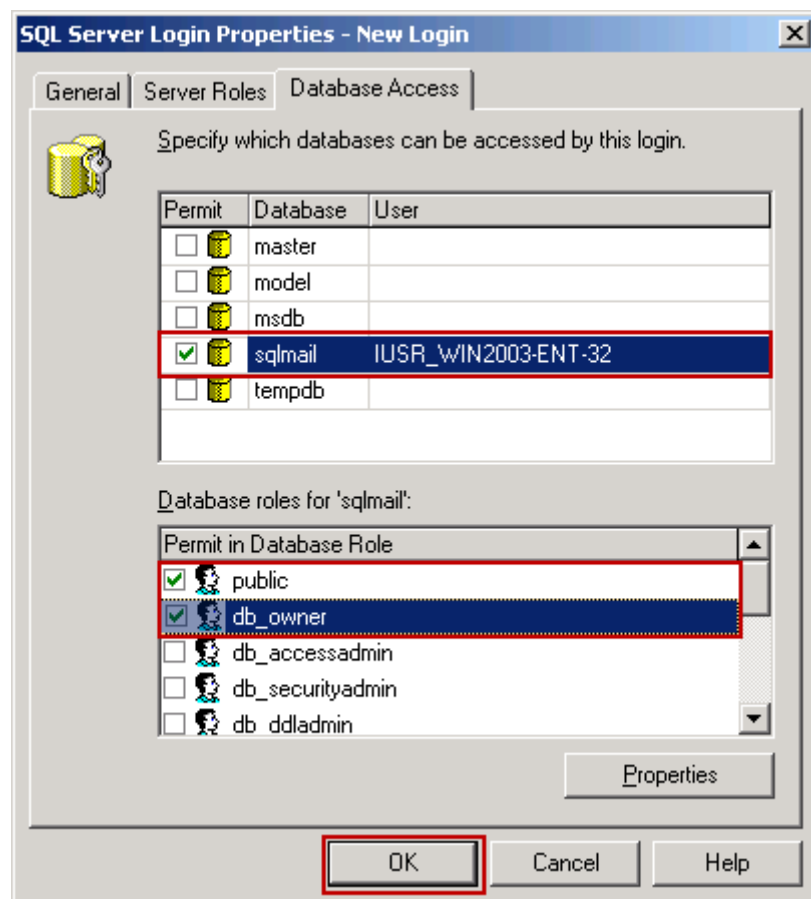 SQL Server Login Properties - New Login
General Server Roles Database Access
Specify which databases can be accessed by this login.
Permit Database User
master
model
msdb
sqlmail IUSR_WIN2003-ENT-32
tempdb
Database roles for 'sqlmail':
Permit in Database Role
public
db_owner
db_accessadmin
db_securityadmin
db_ddladmin
Properties
OK Cancel Help